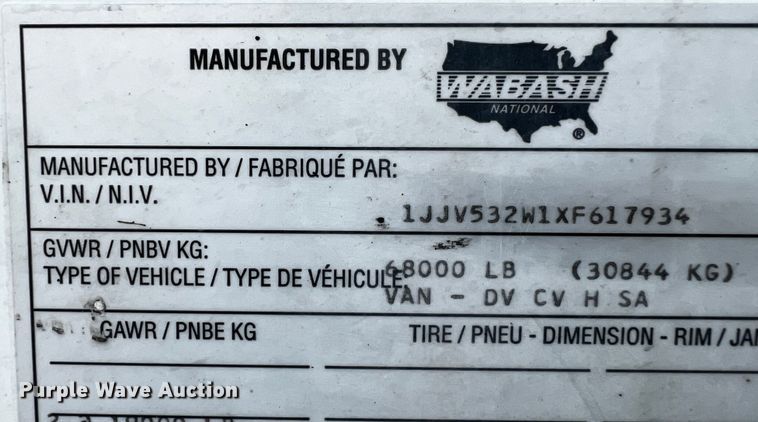 MANUFACTURED BY
WABASH
NATIONAL
®
MANUFACTURED BY / FABRIQUÉ PAR:
V.I.N. / N.I.V.
1JJV532W1XF617934
GVWR / PNBV KG:
68000 LB (30844 KG)
TYPE OF VEHICLE / TYPE DE VÉHICULE:
VAN - DV CV H SA
GAWR / PNBE KG
TIRE / PNEU - DIMENSION - RIM / JAN
Purple Wave Auction